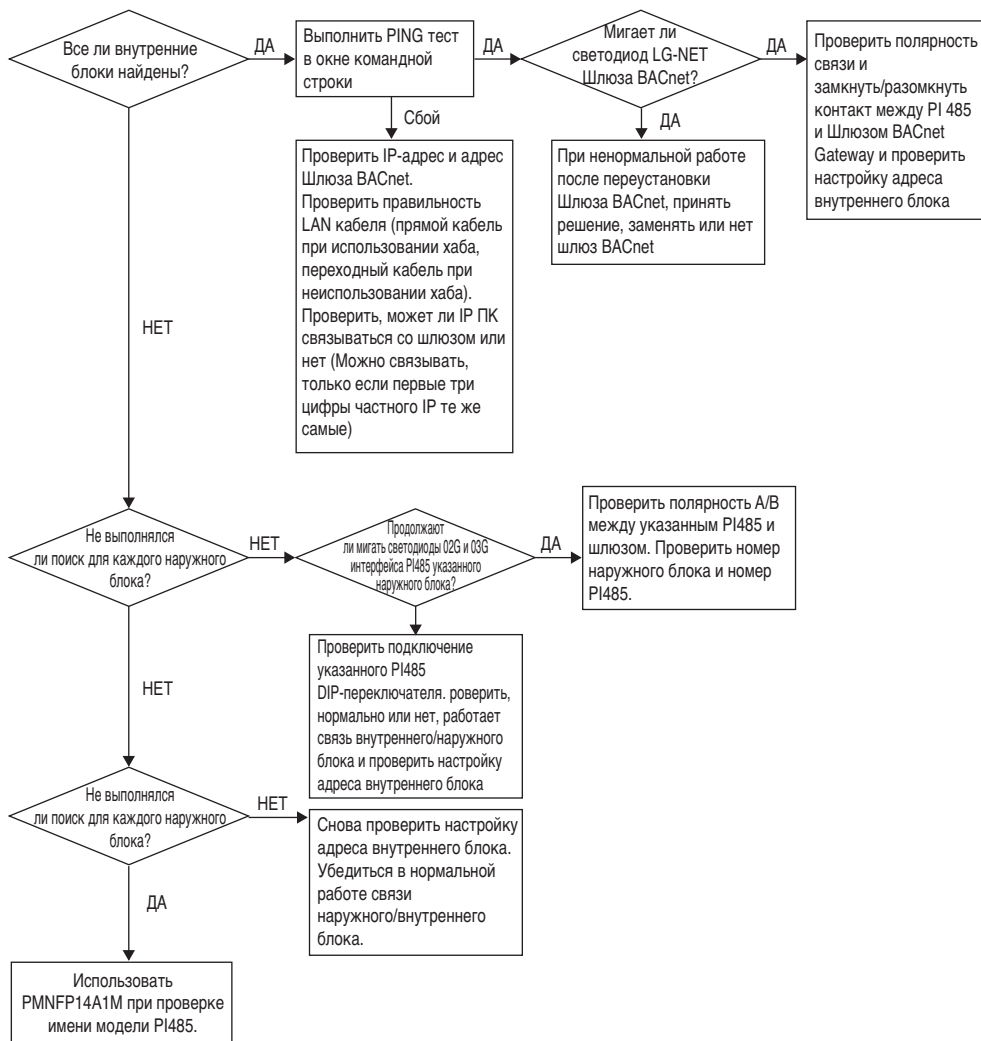 Все ли внутренние
блоки найдены?
ДА
Выполнить PING тест
в окне командной
строки
ДА
Мигает ли
светодиод LG-NET
Шлюза BACnet?
ДА
Проверить полярность
связи и
замкнуть/разомкнуть
контакт между PI 485
и Шлюзом BACnet
Gateway и проверить
настройку адреса
внутреннего блока
Сбой
ДА
Проверить IP-адрес и адрес
Шлюза BACnet.
Проверить правильность
LAN кабеля (прямой кабель
при использовании хаба,
переходный кабель при
неиспользовании хаба).
Проверить, может ли IP ПК
связываться со шлюзом или
нет (Можно связывать,
только если первые три
цифры частного IP те же
самые)
При ненормальной работе
после переустановки
Шлюза BACnet, принять
решение, заменять или нет
шлюз BACnet
НЕТ
Не выполнялся
ли поиск для каждого наружного
блока?
НЕТ
Продолжают
ли мигать светодиоды 02G и 03G
интерфейса PI485 указанного
наружного блока?
ДА
Проверить полярность A/B
между указанным PI485 и
шлюзом. Проверить номер
наружного блока и номер
PI485.
НЕТ
Проверить подключение
указанного PI485
DIP-переключателя. роверить,
нормально или нет, работает
связь внутреннего/наружного
блока и проверить настройку
адреса внутреннего блока
Не выполнялся
ли поиск для каждого наружного
блока?
НЕТ
Снова проверить настройку
адреса внутреннего блока.
Убедиться в нормальной
работе связи
наружного/внутреннего
блока.
ДА
Использовать
PMNFP14A1M при проверке
имени модели PI485.